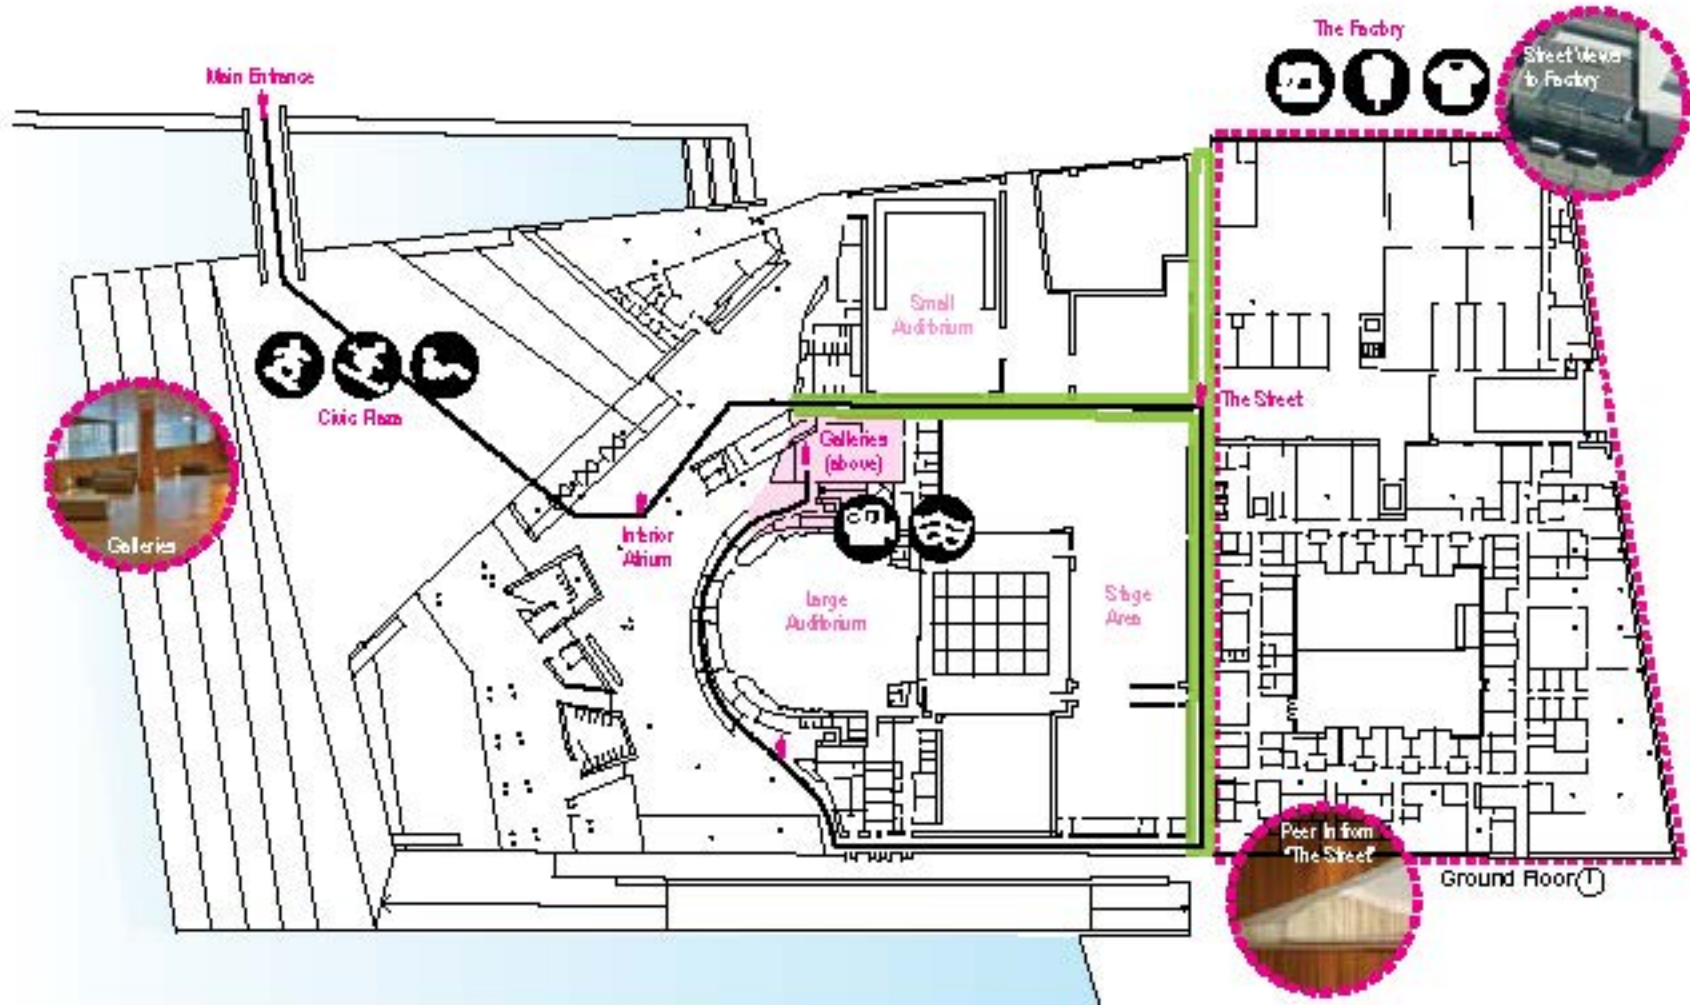 The Factory
Street Viewer
to Factory
Main Entrance
Small
Auditorium
The Street
Civic Plaza
Galleries
(above)
Galleries
Interior
Atrium
Large
Auditorium
Stage
Area
Peer In from
"The Street"
Ground Floor